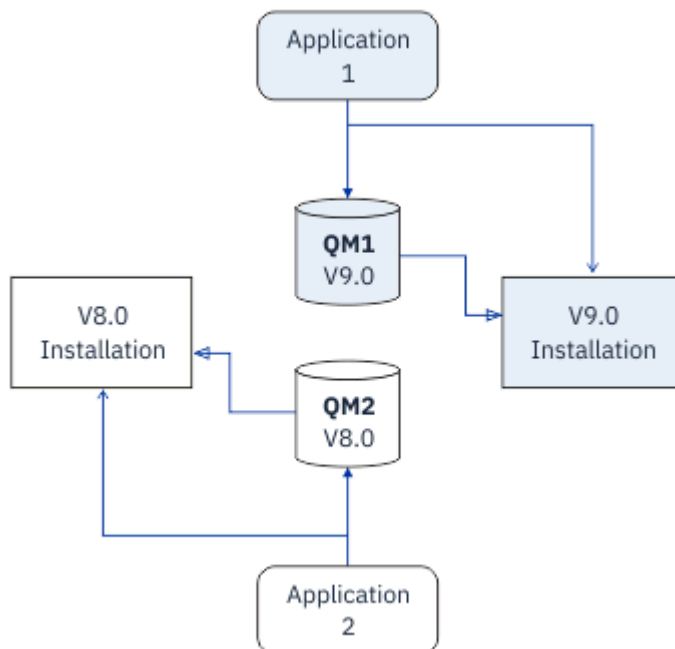 Application
1
QM1
V9.0
V8.0
Installation
V9.0
Installation
QM2
V8.0
Application
2